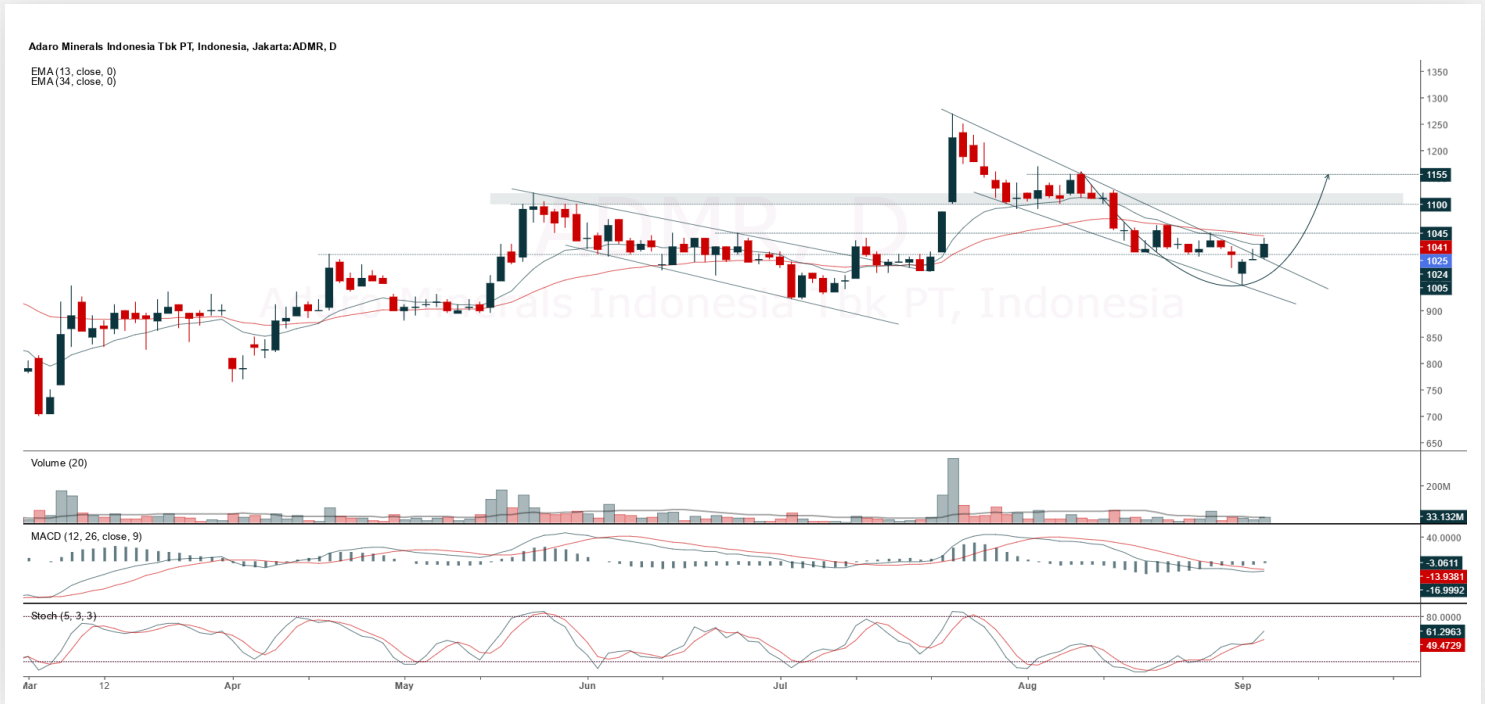 Adaro Minerals Indonesia Tbk PT, Indonesia, Jakarta:ADMR, D
EMA (13, close, 0)
EMA (34, close, 0)
ADMR, D
Adaro Minerals Indonesia Tbk PT, Indonesia
1350
1300
1250
1200
1155
1100
1045
1041
1025
1024
1005
900
850
800
750
700
650
Volume (20)
200M
33.132M
MACD (12, 26, close, 9)
40.0000
-3.0611
-13.9381
-16.9992
Stoch (5, 3, 3)
80.0000
61.2963
49.4729
Mar 12 Apr May Jun Jul Aug Sep